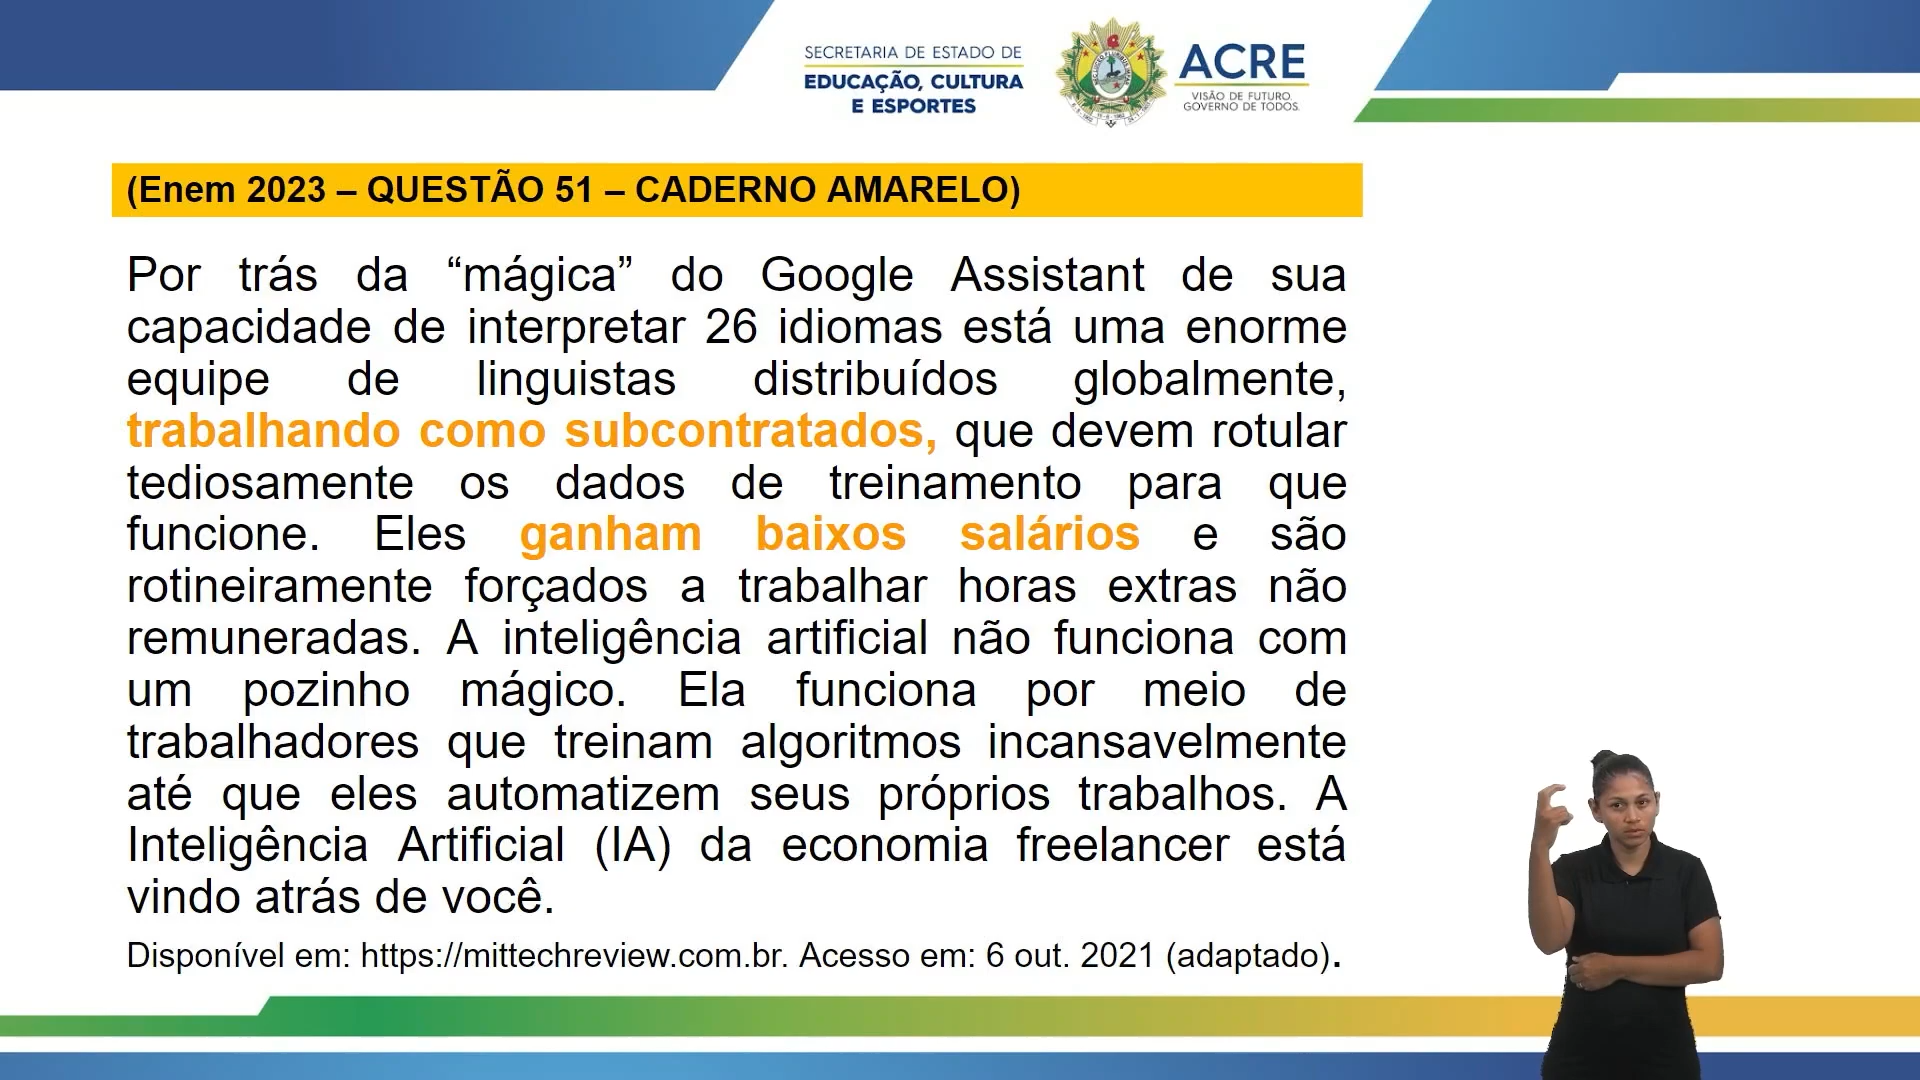 SECRETARIA DE ESTADO DE
EDUCAÇÃO, CULTURA
E ESPORTES
ACRE
VISÃO DE FUTURO.
GOVERNO DE TODOS.
(Enem 2023 – QUESTÃO 51 – CADERNO AMARELO)
Por trás da “mágica” do Google Assistant de sua
capacidade de interpretar 26 idiomas está uma enorme
equipe de linguistas distribuídos globalmente,
trabalhando como subcontratados, que devem rotular
tediosamente os dados de treinamento para que
funcione. Eles ganham baixos salários e são
rotineiramente forçados a trabalhar horas extras não
remuneradas. A inteligência artificial não funciona com
um pozinho mágico. Ela funciona por meio de
trabalhadores que treinam algoritmos incansavelmente
até que eles automatizem seus próprios trabalhos. A
Inteligência Artificial (IA) da economia freelancer está
vindo atrás de você.
Disponível em: https://mittechreview.com.br. Acesso em: 6 out. 2021 (adaptado).